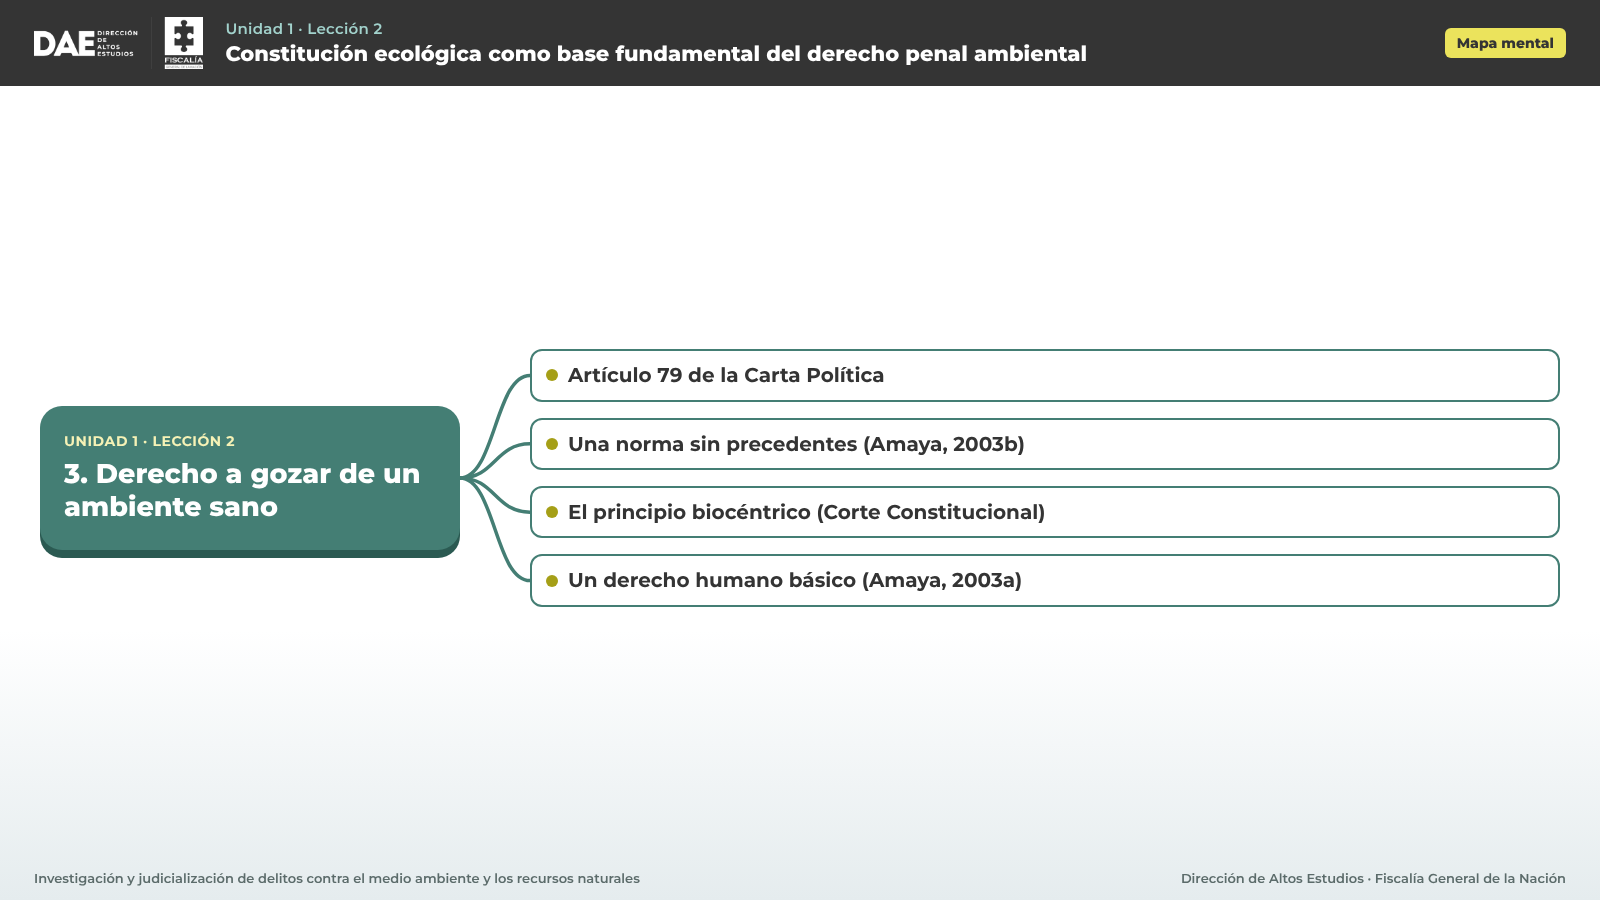 DAE
DIRECCIÓN
DE
ALTOS
ESTUDIOS
FISCALÍA
Unidad 1 · Lección 2
Constitución ecológica como base fundamental del derecho penal ambiental
Mapa mental
UNIDAD 1 · LECCIÓN 2
3. Derecho a gozar de un
ambiente sano
Artículo 79 de la Carta Política
Una norma sin precedentes (Amaya, 2003b)
El principio biocéntrico (Corte Constitucional)
Un derecho humano básico (Amaya, 2003a)
Investigación y judicialización de delitos contra el medio ambiente y los recursos naturales
Dirección de Altos Estudios · Fiscalía General de la Nación